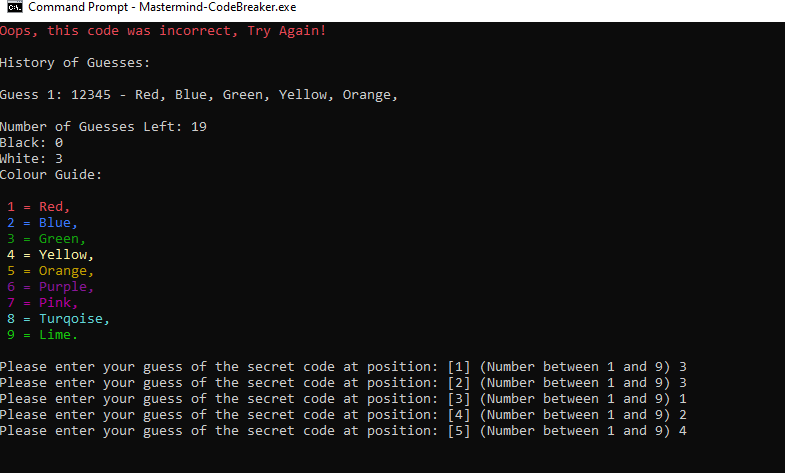 Command Prompt - Mastermind-CodeBreaker.exe
Oops, this code was incorrect, Try Again!
History of Guesses:
Guess 1: 12345 - Red, Blue, Green, Yellow, Orange,
Number of Guesses Left: 19
Black: 0
White: 3
Colour Guide:
1 = Red,
2 = Blue,
3 = Green,
4 = Yellow,
5 = Orange,
6 = Purple,
7 = Pink,
8 = Turqoise,
9 = Lime.
Please enter your guess of the secret code at position: [1] (Number between 1 and 9) 3
Please enter your guess of the secret code at position: [2] (Number between 1 and 9) 3
Please enter your guess of the secret code at position: [3] (Number between 1 and 9) 1
Please enter your guess of the secret code at position: [4] (Number between 1 and 9) 2
Please enter your guess of the secret code at position: [5] (Number between 1 and 9) 4